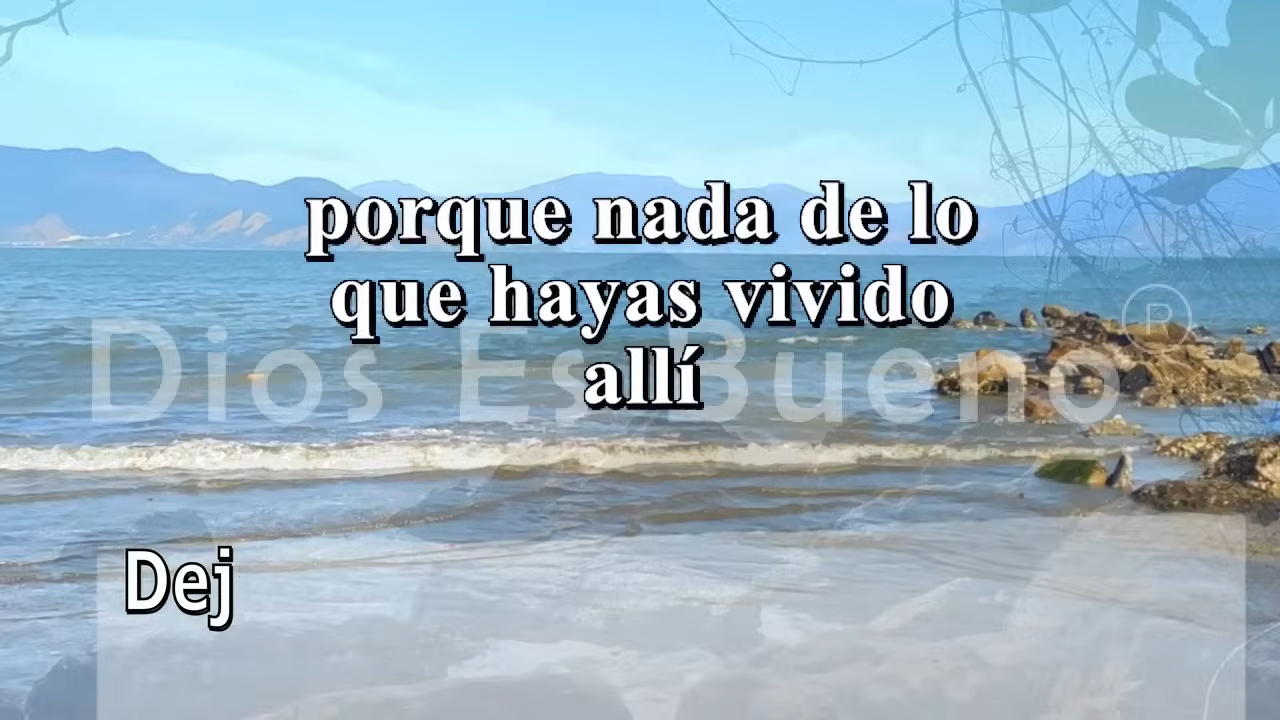 porque nada de lo
que hayas vivido
allí
Dios Es Bueno ®
Dej